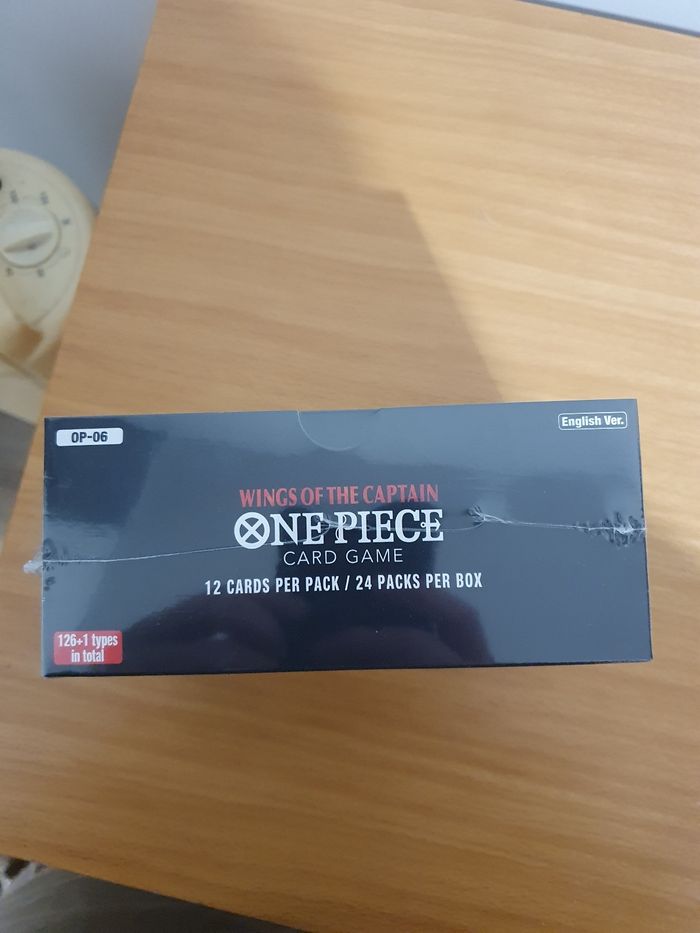 OP-06
English Ver.
WINGS OF THE CAPTAIN
ONE PIECE
CARD GAME
12 CARDS PER PACK / 24 PACKS PER BOX
126+1 types
in total